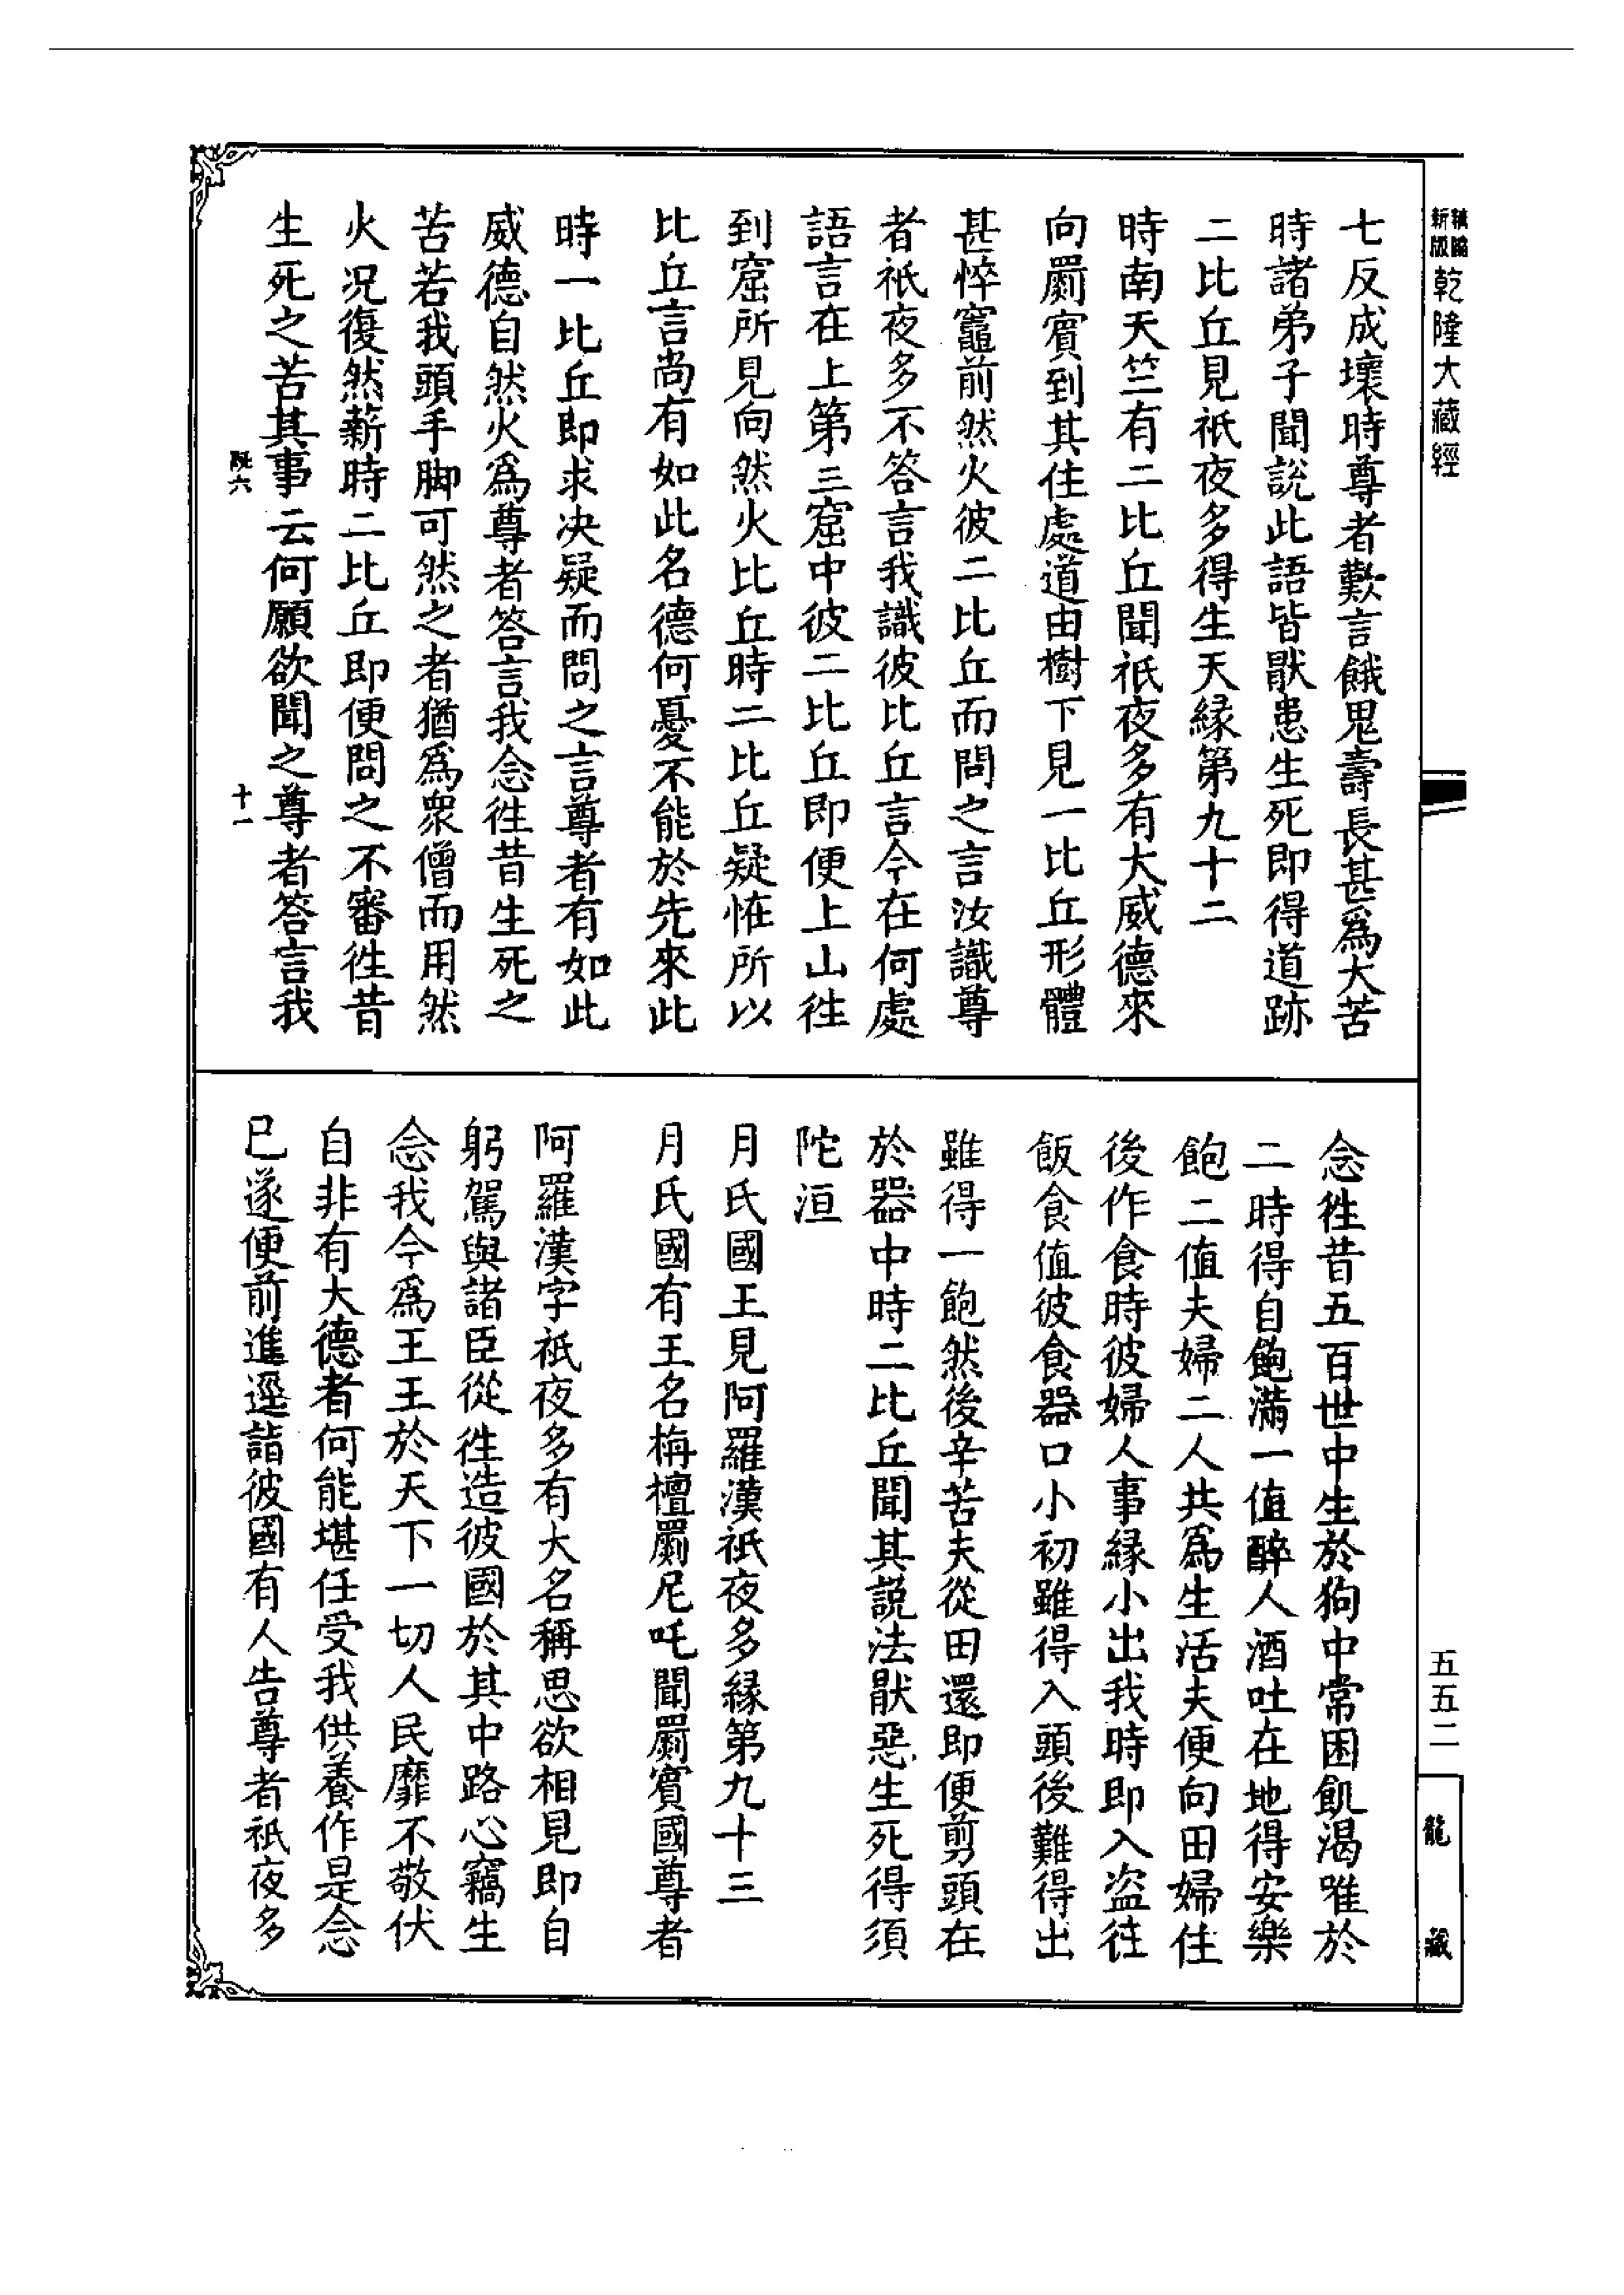 乾隆大藏經
七反成壞時尊者歎言餓鬼壽長甚爲大苦
時諸弟子聞説此語皆猒患生死即得道跡
二比丘見祇夜多得生天縁第九十二
時南天竺有二比丘聞祇夜多有大威德來
向罽賓到其住處道由樹下見一比丘形體
甚悴竈前然火彼二比丘而問之言汝識尊
者祇夜多不答言我識彼比丘言今在何處
語言在上第三窟中彼二比丘即便上山徃
到窟所見向然火比丘時二比丘疑恠所以
比丘言尚有如此名德何憂不能於先來此
時一比丘即求决疑而問之言尊者有如此
威德自然火爲尊者答言我念徃昔生死之
苦若我頭手脚可然之者猶爲衆僧而用然
火况復然薪時二比丘即便問之不審徃昔
生死之苦其事云何願欲聞之尊者答言我
六
十一
念徃昔五百世中生於狗中常困飢渴唯於
二時得自飽滿一值醉人酒吐在地得安樂
飽二值夫婦二人共爲生活夫便向田婦住
後作食時彼婦人事縁小出我時即入盗往
飯食值彼食器口小初雖得入頭後難得出
雖得一飽然後辛苦夫從田還即便剪頭在
於器中時二比丘聞其説法猒惡生死得須
陀洹
月氏國王見阿羅漢祇夜多縁第九十三
月氏國有王名栴檀罽尼吒聞罽賓國尊者
阿羅漢字祇夜多有大名稱思欲相見即自
躬駕與諸臣從徃造彼國於其中路心竊生
念我今爲王王於天下一切人民靡不敬伏
自非有大德者何能堪任受我供養作是念
已遂便前進逕詣彼國有人告尊者祇夜多
五五二
龍藏